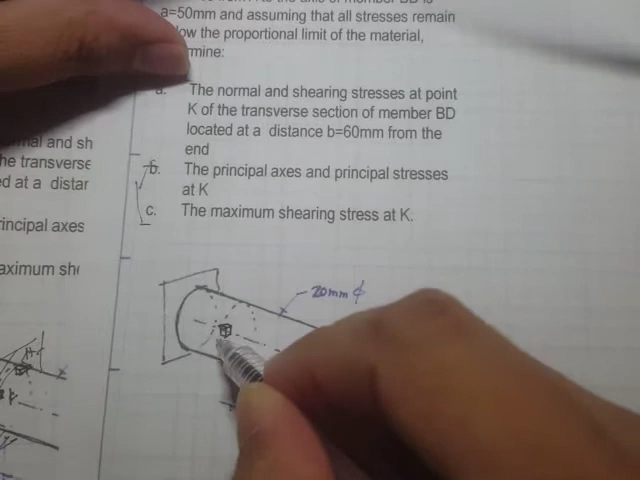 a=50mm and assuming that all stresses remain
low the proportional limit of the material,
rmine:
a. The normal and shearing stresses at point
K of the transverse section of member BD
located at a distance b=60mm from the
end
b. The principal axes and principal stresses
at K
c. The maximum shearing stress at K.
20mm ϕ
and sh
he transverse
ed at a distar
rincipal axes
aximum she